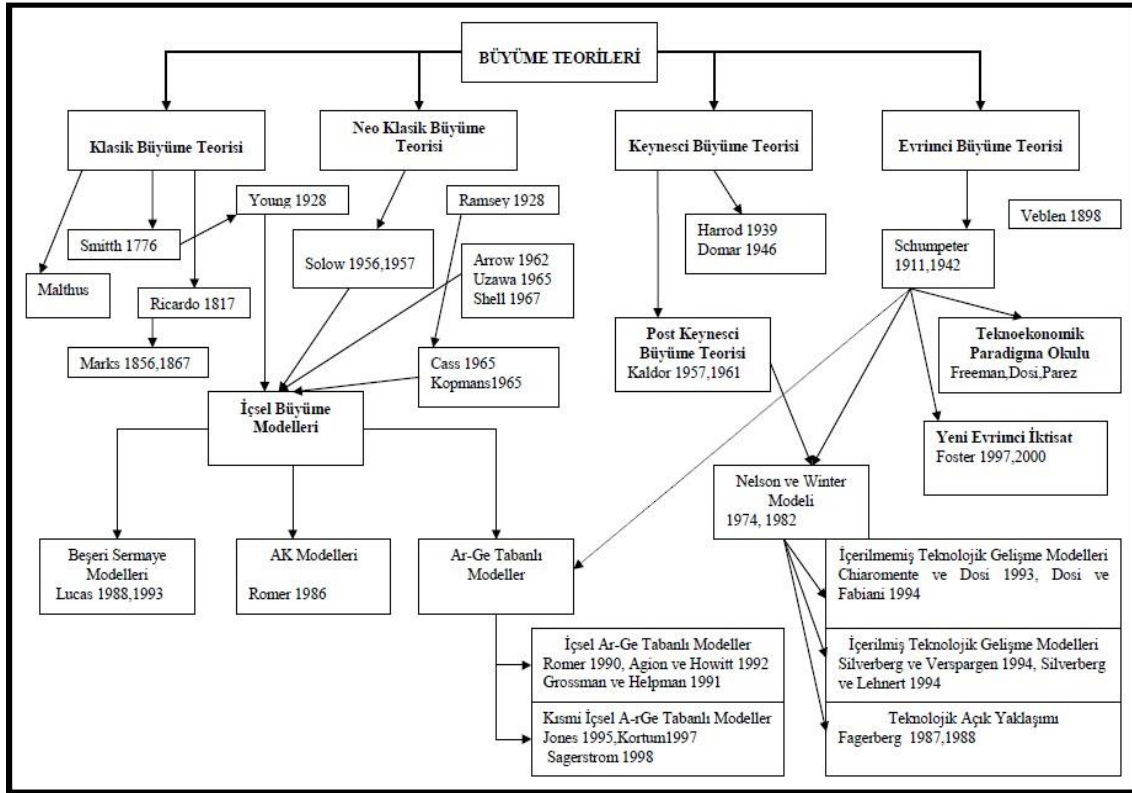 BÜYÜME TEORİLERİ
Klasik Büyüme Teorisi
Neo Klasik Büyüme
Teorisi
Keynesci Büyüme Teorisi
Evrimci Büyüme Teorisi
Young 1928
Ramsey 1928
Veblen 1898
Smitth 1776
Solow 1956,1957
Arrow 1962
Uzawa 1965
Shell 1967
Harrod 1939
Domar 1946
Schumpeter
1911,1942
Malthus
Ricardo 1817
Marks 1856,1867
Cass 1965
Kopmans1965
Post Keynesci
Büyüme Teorisi
Kaldor 1957,1961
Teknoekonomik
Paradigma Okulu
Freeman,Dosi,Parez
İçsel Büyüme
Modelleri
Yeni Evrimci İktisat
Foster 1997,2000
Nelson ve Winter
Modeli
1974, 1982
Beşeri Sermaye
Modelleri
Lucas 1988,1993
AK Modelleri
Romer 1986
Ar-Ge Tabanlı
Modeller
İçerilmemiş Teknolojik Gelişme Modelleri
Chiaromente ve Dosi 1993, Dosi ve
Fabiani 1994
İçsel Ar-Ge Tabanlı Modeller
Romer 1990, Agion ve Howitt 1992
Grossman ve Helpman 1991
İçerilmiş Teknolojik Gelişme Modelleri
Silverberg ve Verspargen 1994, Silverberg
ve Lehnert 1994
Kısmi İçsel A-rGe Tabanlı Modeller
Jones 1995,Kortum1997
Sagerstrom 1998
Teknolojik Açık Yaklaşımı
Fagerberg 1987,1988